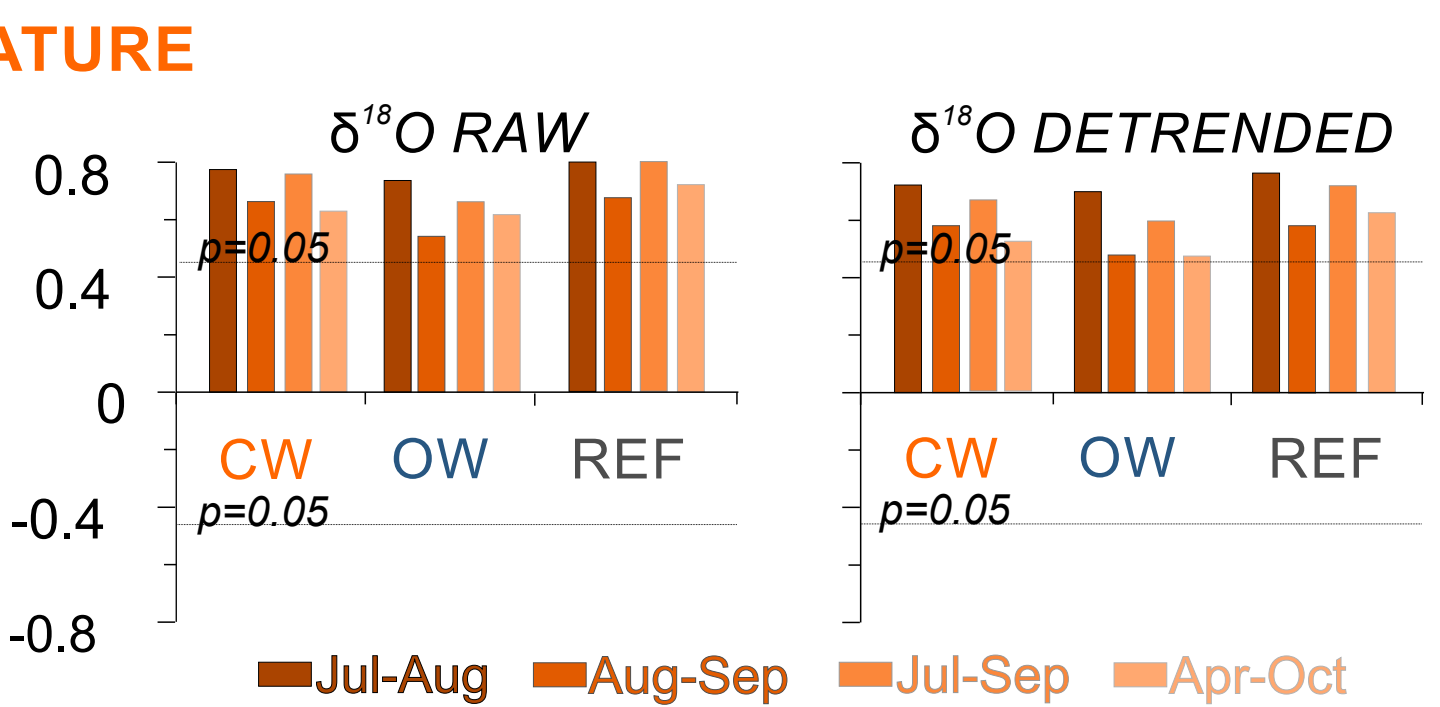 ATURE
δ¹⁸O RAW
δ¹⁸O DETRENDED
0.8
p=0.05
p=0.05
0.4
0
CW OW REF
CW OW REF
-0.4
p=0.05
p=0.05
-0.8
Jul-Aug Aug-Sep Jul-Sep Apr-Oct